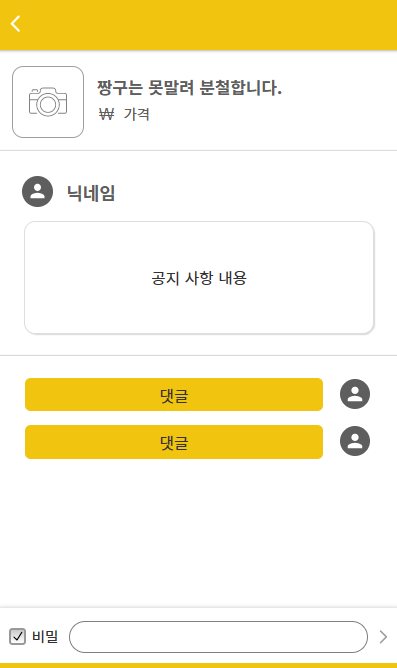 짱구는 못말려 분철합니다.
₩ 가격
닉네임
공지 사항 내용
댓글
댓글
비밀